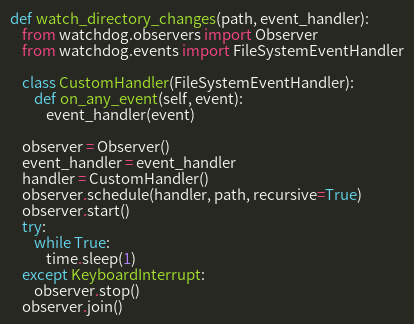 def watch_directory_changes(path, event_handler):
    from watchdog.observers import Observer
    from watchdog.events import FileSystemEventHandler

    class CustomHandler(FileSystemEventHandler):
        def on_any_event(self, event):
            event_handler(event)

    observer = Observer()
    event_handler = event_handler
    handler = CustomHandler()
    observer.schedule(handler, path, recursive=True)
    observer.start()
    try:
        while True:
            time.sleep(1)
    except KeyboardInterrupt:
        observer.stop()
    observer.join()